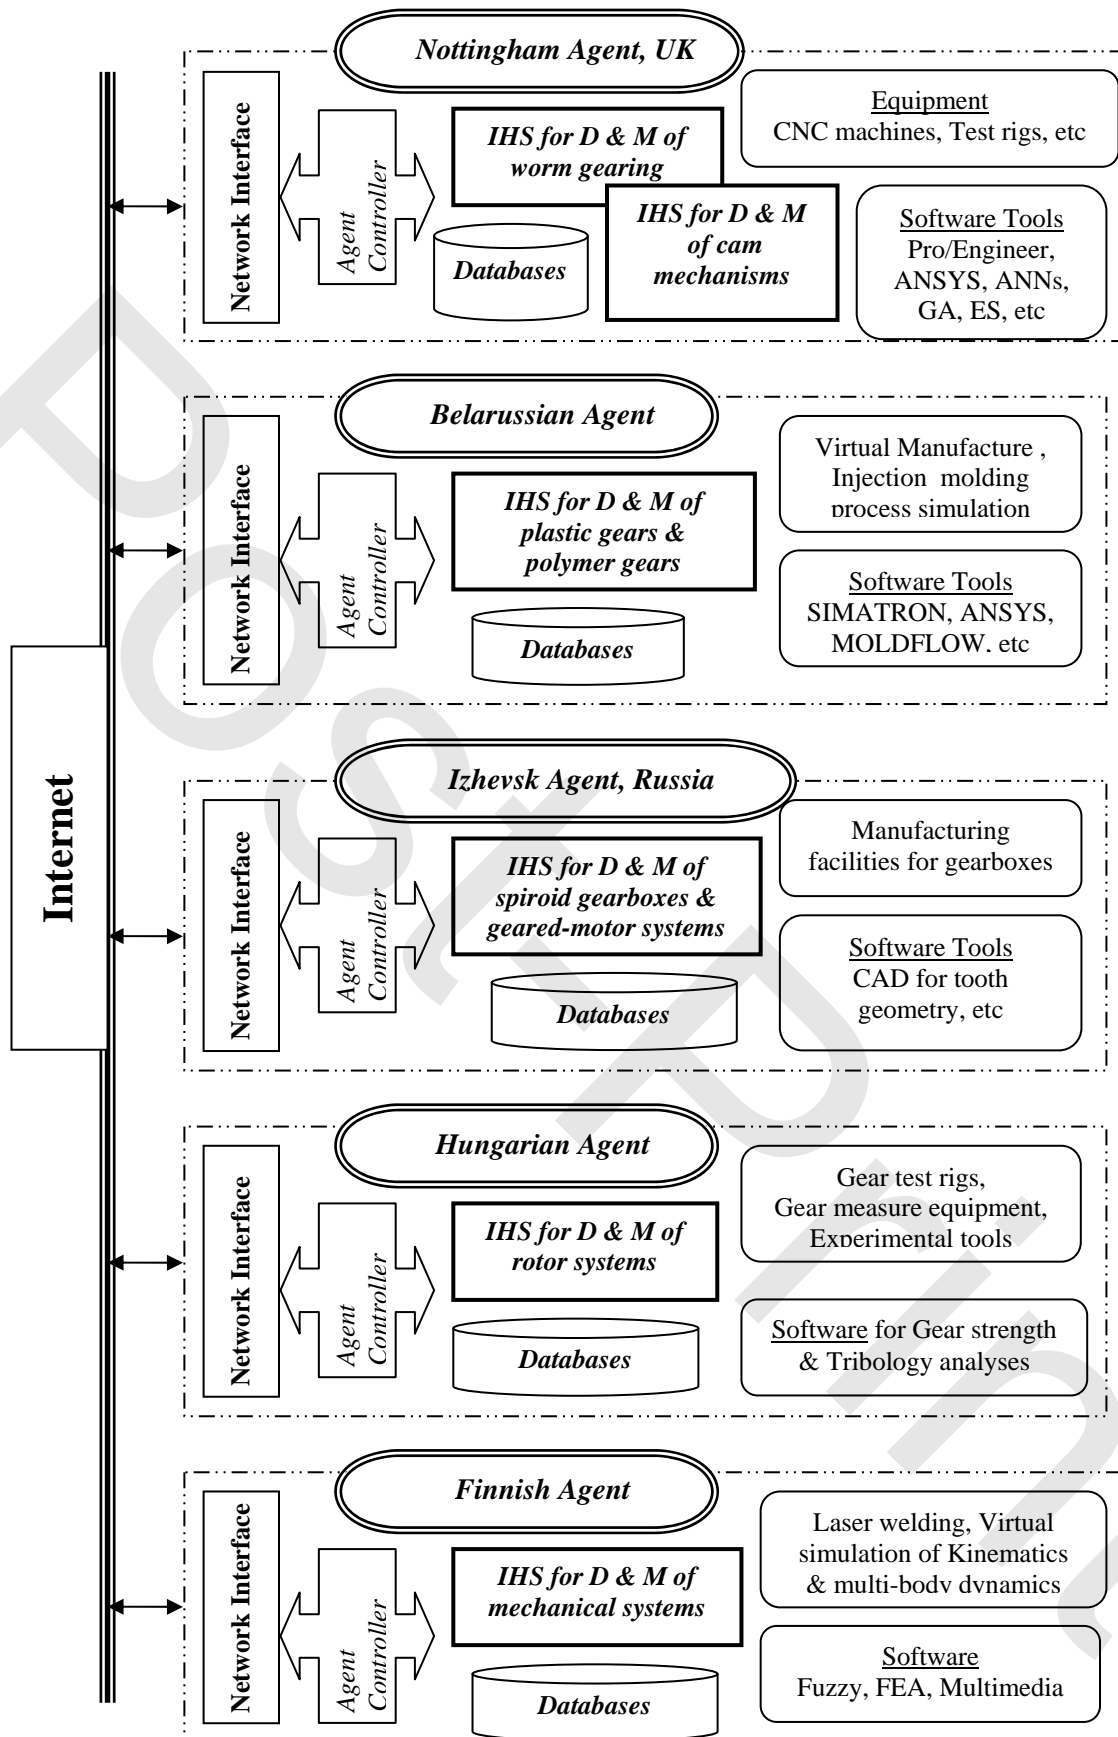 Internet
Nottingham Agent, UK
Network Interface
Agent
Controller
IHS for D & M of
worm gearing
IHS for D & M
of cam
mechanisms
Databases
Equipment
CNC machines, Test rigs, etc
Software Tools
Pro/Engineer,
ANSYS, ANNs,
GA, ES, etc
Belarussian Agent
Network Interface
Agent
Controller
IHS for D & M of
plastic gears &
polymer gears
Databases
Virtual Manufacture ,
Injection molding
process simulation
Software Tools
SIMATRON, ANSYS,
MOLDFLOW, etc
Izhevsk Agent, Russia
Network Interface
Agent
Controller
IHS for D & M of
spiroid gearboxes &
geared-motor systems
Databases
Manufacturing
facilities for gearboxes
Software Tools
CAD for tooth
geometry, etc
Hungarian Agent
Network Interface
Agent
Controller
IHS for D & M of
rotor systems
Databases
Gear test rigs,
Gear measure equipment,
Experimental tools
Software for Gear strength
& Tribology analyses
Finnish Agent
Network Interface
Agent
Controller
IHS for D & M of
mechanical systems
Databases
Laser welding, Virtual
simulation of Kinematics
& multi-body dynamics
Software
Fuzzy, FEA, Multimedia
Post-Print